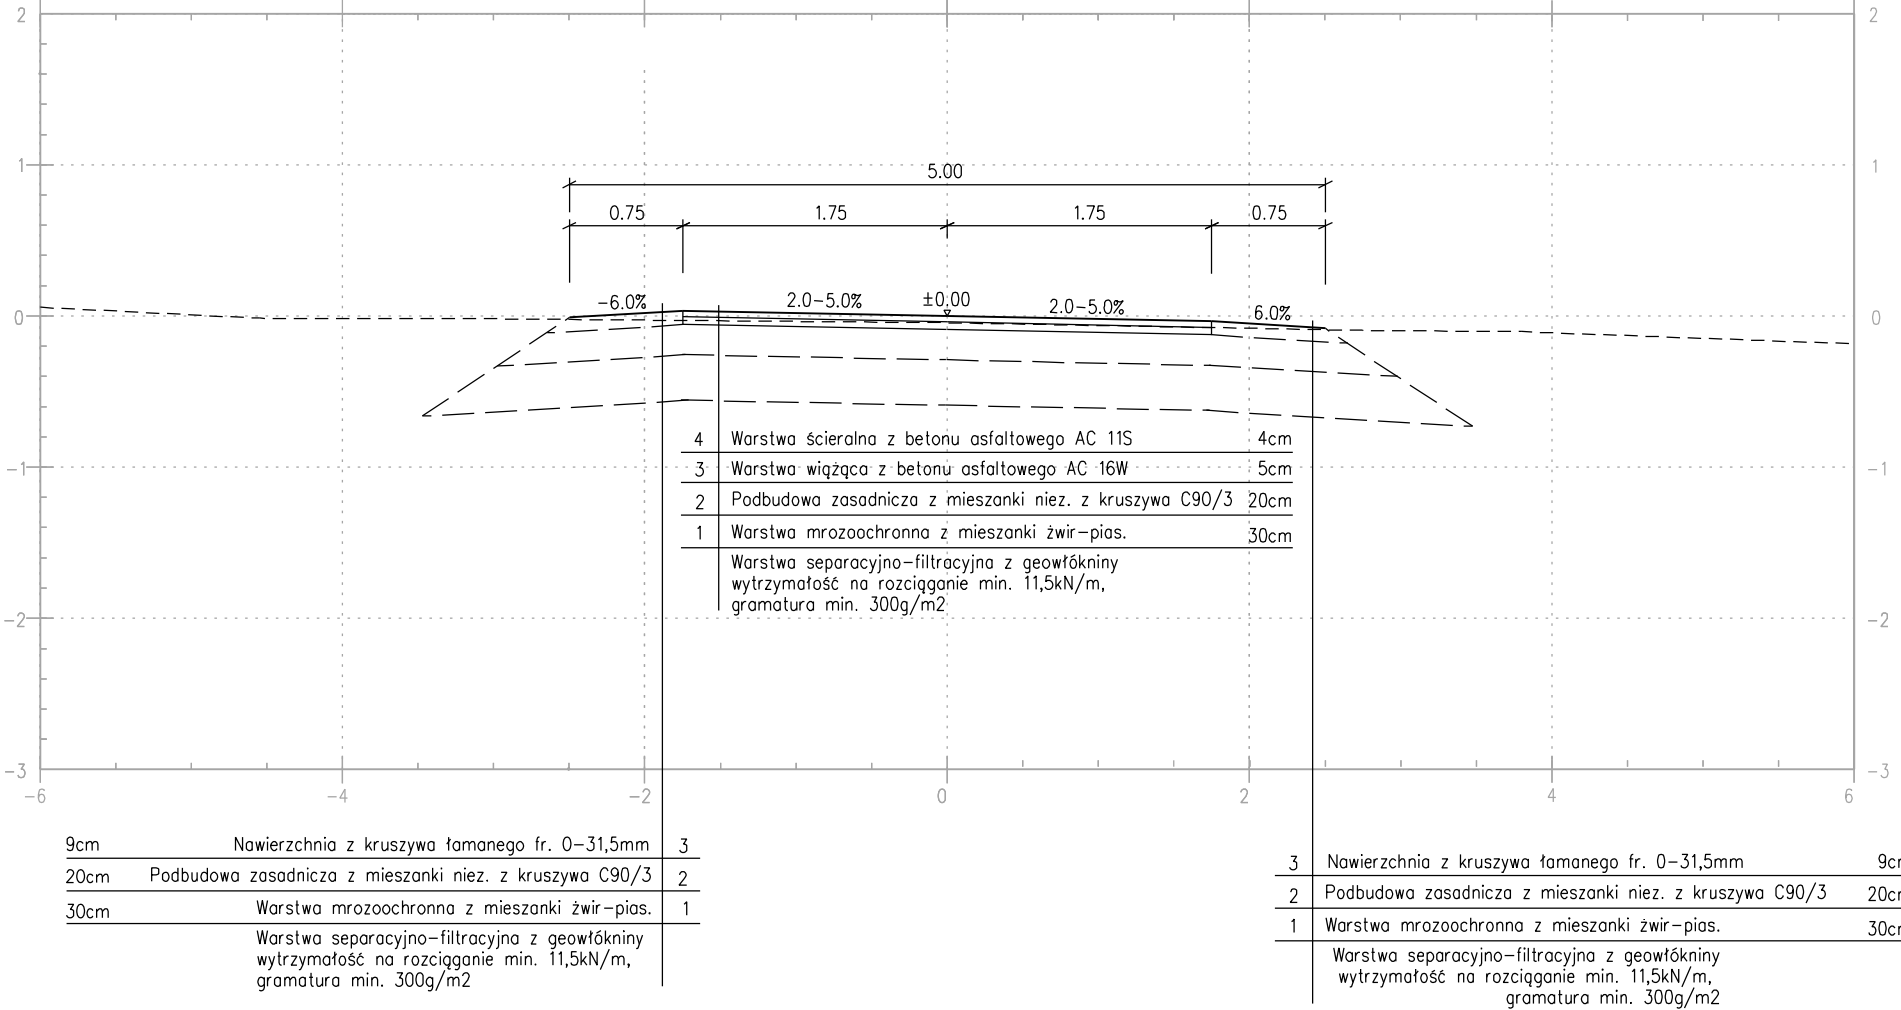 2 2
1 1
5.00
0.75 1.75 1.75 0.75
-6.0% 2.0-5.0% ±0,00 2.0-5.0% 6.0%
0 0
4 Warstwa ścieralna z betonu asfaltowego AC 11S 4cm
-1 3 Warstwa wiążąca z betonu asfaltowego AC 16W 5cm -1
2 Podbudowa zasadnicza z mieszanki niez. z kruszywa C90/3 20cm
1 Warstwa mrozoochronna z mieszanki żwir-pias. 30cm
Warstwa separacyjno-filtracyjna z geowłókniny
wytrzymałość na rozciąganie min. 11,5kN/m,
gramatura min. 300g/m2
-2 -2
-3 -3
-6 -4 -2 0 2 4 6
9cm Nawierzchnia z kruszywa łamanego fr. 0-31,5mm 3
20cm Podbudowa zasadnicza z mieszanki niez. z kruszywa C90/3 2
30cm Warstwa mrozoochronna z mieszanki żwir-pias. 1
Warstwa separacyjno-filtracyjna z geowłókniny
wytrzymałość na rozciąganie min. 11,5kN/m,
gramatura min. 300g/m2
3 Nawierzchnia z kruszywa łamanego fr. 0-31,5mm 9cm
2 Podbudowa zasadnicza z mieszanki niez. z kruszywa C90/3 20cm
1 Warstwa mrozoochronna z mieszanki żwir-pias. 30cm
Warstwa separacyjno-filtracyjna z geowłókniny
wytrzymałość na rozciąganie min. 11,5kN/m,
gramatura min. 300g/m2